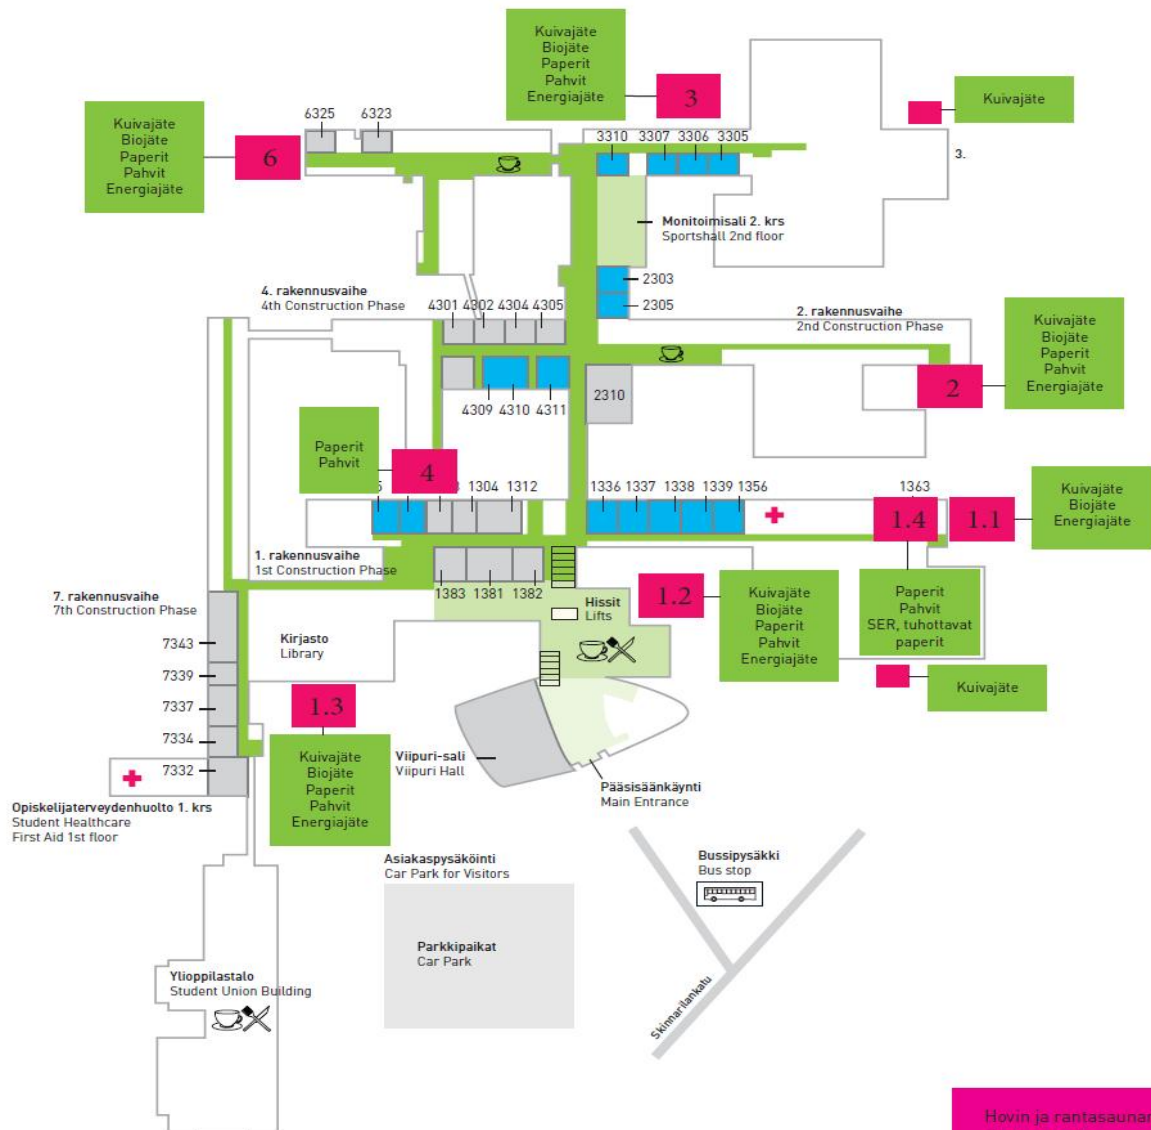 Kuivajäte
Biojäte
Paperit
Pahvit
Energiajäte
3
Kuivajäte
3.
6325
6323
Kuivajäte
Biojäte
Paperit
Pahvit
Energiajäte
6
3310
3307
3306
3305
Monitoimisali 2. krs
Sportshall 2nd floor
2303
2305
4. rakennusvaihe
4th Construction Phase
4301
4302
4304
4305
2. rakennusvaihe
2nd Construction Phase
Kuivajäte
Biojäte
Paperit
Pahvit
Energiajäte
2
2310
4309
4310
4311
Paperit
Pahvit
4
1304
1312
1336
1337
1338
1339
1356
1363
1.4
1.1
Kuivajäte
Biojäte
Energiajäte
1. rakennusvaihe
1st Construction Phase
1383
1381
1382
Hissit
Lifts
1.2
Kuivajäte
Biojäte
Paperit
Pahvit
Energiajäte
Paperit
Pahvit
SER, tuhottavat
paperit
Kuivajäte
7. rakennusvaihe
7th Construction Phase
7343
7339
7337
7334
7332
Kirjasto
Library
1.3
Kuivajäte
Biojäte
Paperit
Pahvit
Energiajäte
Viipuri-sali
Viipuri Hall
Pääsisäänkäynti
Main Entrance
Opiskelijaterveydenhuolto 1. krs
Student Healthcare
First Aid 1st floor
Asiakaspysäköinti
Car Park for Visitors
Parkkipaikat
Car Park
Bussipysäkki
Bus stop
Skinnarilankatu
Ylioppilastalo
Student Union Building
Hovin ja rantasaunan